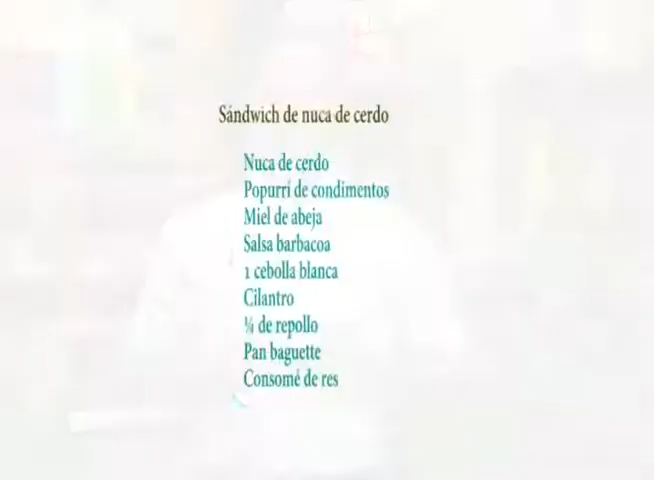 Sándwich de nuca de cerdo
Nuca de cerdo
Popurrí de condimentos
Miel de abeja
Salsa barbacoa
1 cebolla blanca
Cilantro
¼ de repollo
Pan baguette
Consomé de res